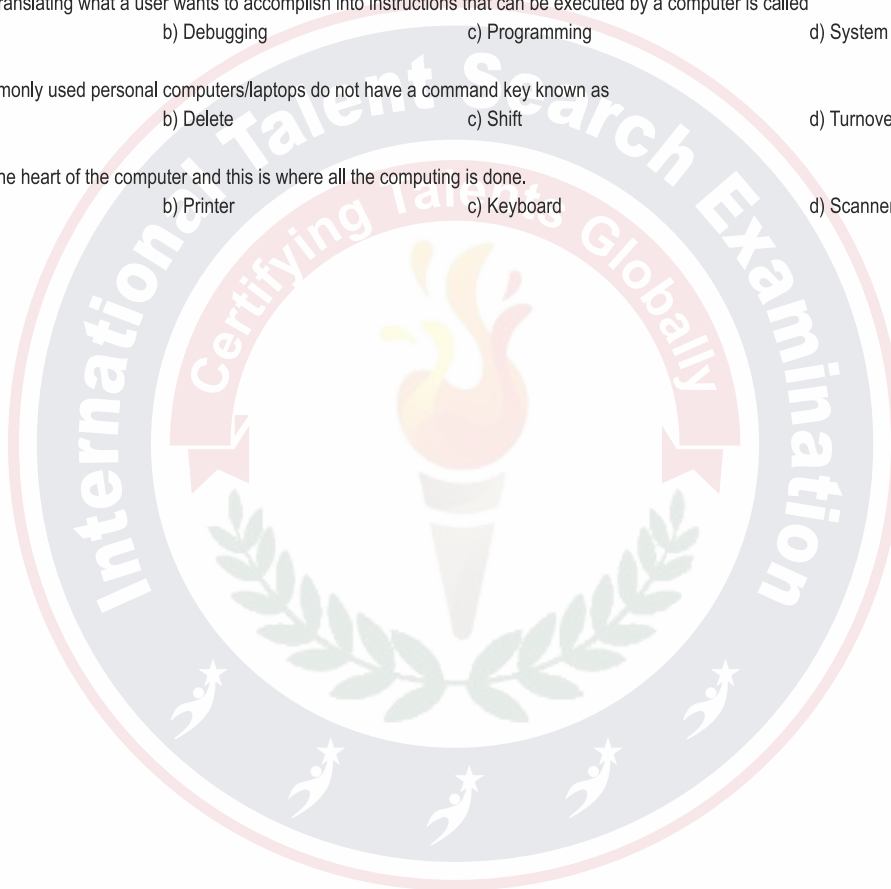 ranslating what a user wants to accomplish into instructions that can be executed by a computer is called
b) Debugging c) Programming d) System
monly used personal computers/laptops do not have a command key known as
b) Delete c) Shift d) Turnove
he heart of the computer and this is where all the computing is done.
b) Printer c) Keyboard d) Scanner
International Talent Search Examination
Certifying Talents Globally